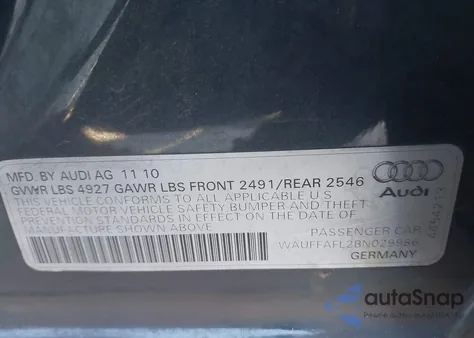 MFD. BY AUDI AG 11 10
GVWR LBS 4927 GAWR LBS FRONT 2491/REAR 2546
THIS VEHICLE CONFORMS TO ALL APPLICABLE U S
FEDERAL MOTOR VEHICLE SAFETY BUMPER AND THEFT
PREVENTION STANDARDS IN EFFECT ON THE DATE OF
MANUFACTURE SHOWN ABOVE
PASSENGER CAR
WAUFFAFL2BN029986
GERMANY
Audi
autoSnap